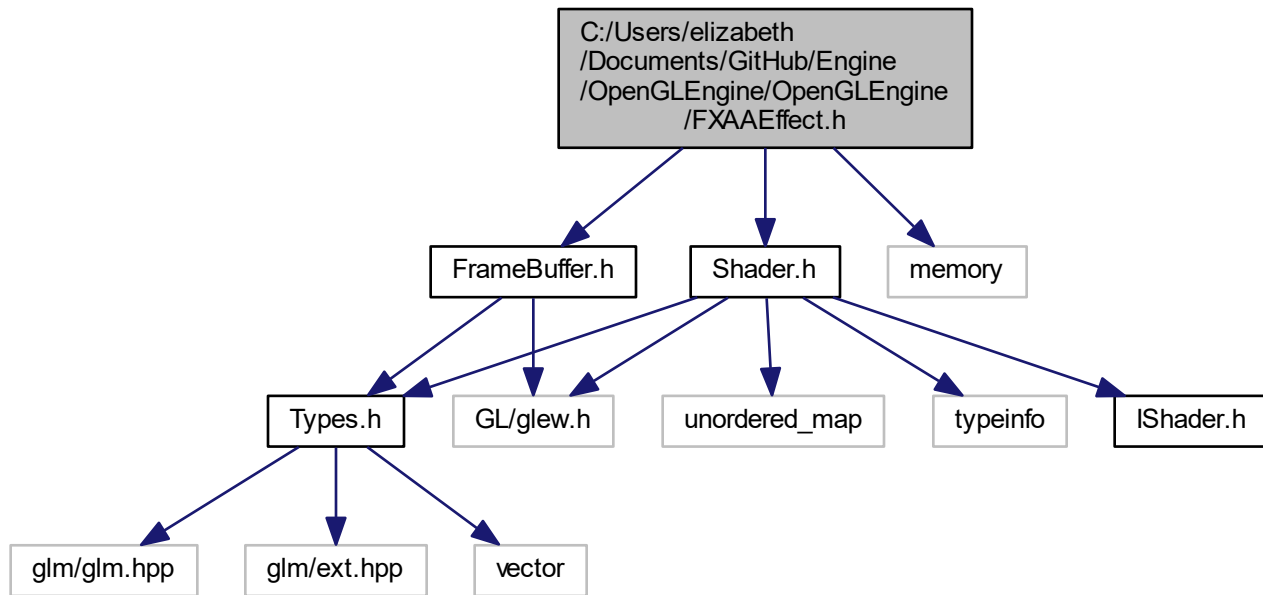 C:/Users/elizabeth
/Documents/GitHub/Engine
/OpenGLEngine/OpenGLEngine
/FXAAEffect.h
FrameBuffer.h
Shader.h
memory
Types.h
GL/glew.h
unordered_map
typeinfo
IShader.h
glm/glm.hpp
glm/ext.hpp
vector